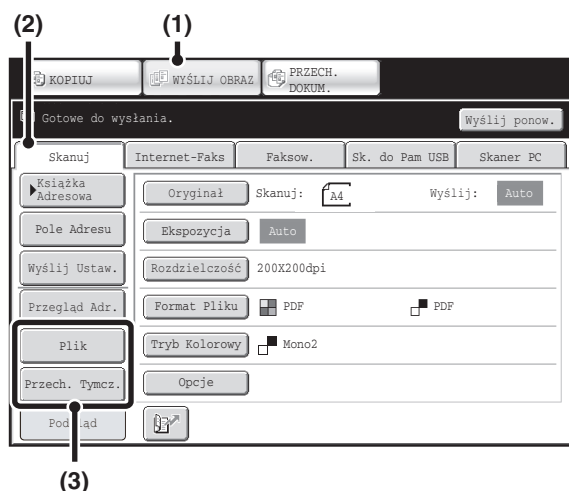 (2)
(1)
KOPIUJ
WYŚLIJ OBRAZ
PRZECH.
DOKUM.
Gotowe do wysłania.
Wyślij ponow.
Skanuj
Internet-Faks
Faksow.
Sk. do Pam USB
Skaner PC
Książka
Adresowa
Oryginał
Skanuj:
A4
Wyślij:
Auto
Pole Adresu
Ekspozycja
Auto
Wyślij Ustaw.
Rozdzielczość
200X200dpi
Przegląd Adr.
Format Pliku
PDF
PDF
Plik
Tryb Kolorowy
Mono2
Przech. Tymcz.
Opcje
Podgląd
(3)